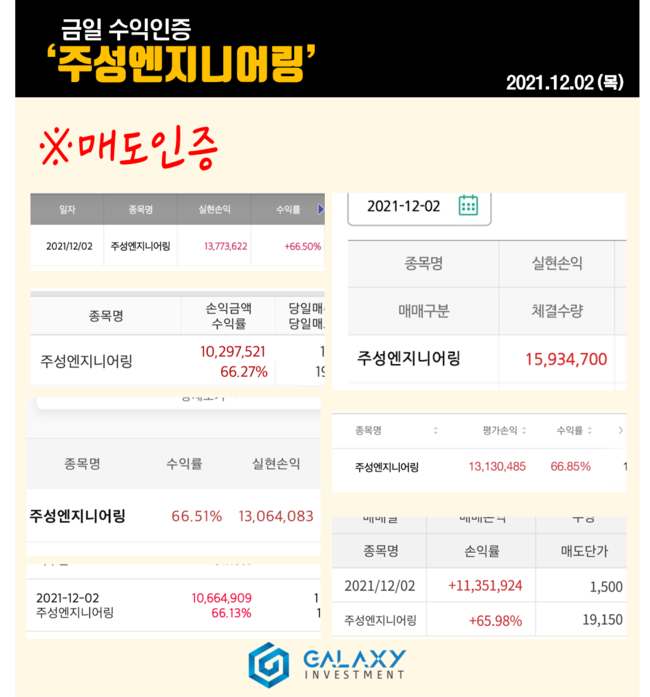 금일 수익인증
‘주성엔지니어링’
2021.12.02 (목)
※매도인증
일자 종목명 실현손익 수익률
2021/12/02 주성엔지니어링 13,773,622 +66.50%
2021-12-02
종목명 실현손익
매매구분 체결수량
주성엔지니어링 15,934,700
종목명 손익금액 당일매
수익률 당일매
주성엔지니어링 10,297,521 1
66.27% 19
종목명 수익률 실현손익
주성엔지니어링 66.51% 13,064,083
종목명 평가손익 수익률
주성엔지니어링 13,130,485 66.85% 1
2021-12-02 10,664,909 1
주성엔지니어링 66.13% 1
종목명 손익률 매도단가
2021/12/02 +11,351,924 1,500
주성엔지니어링 +65.98% 19,150
GALAXY
INVESTMENT